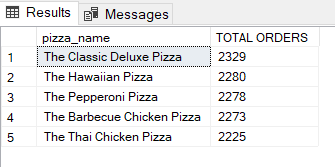 Results Messages
pizza_name TOTAL ORDERS
1 The Classic Deluxe Pizza 2329
2 The Hawaiian Pizza 2280
3 The Pepperoni Pizza 2278
4 The Barbecue Chicken Pizza 2273
5 The Thai Chicken Pizza 2225